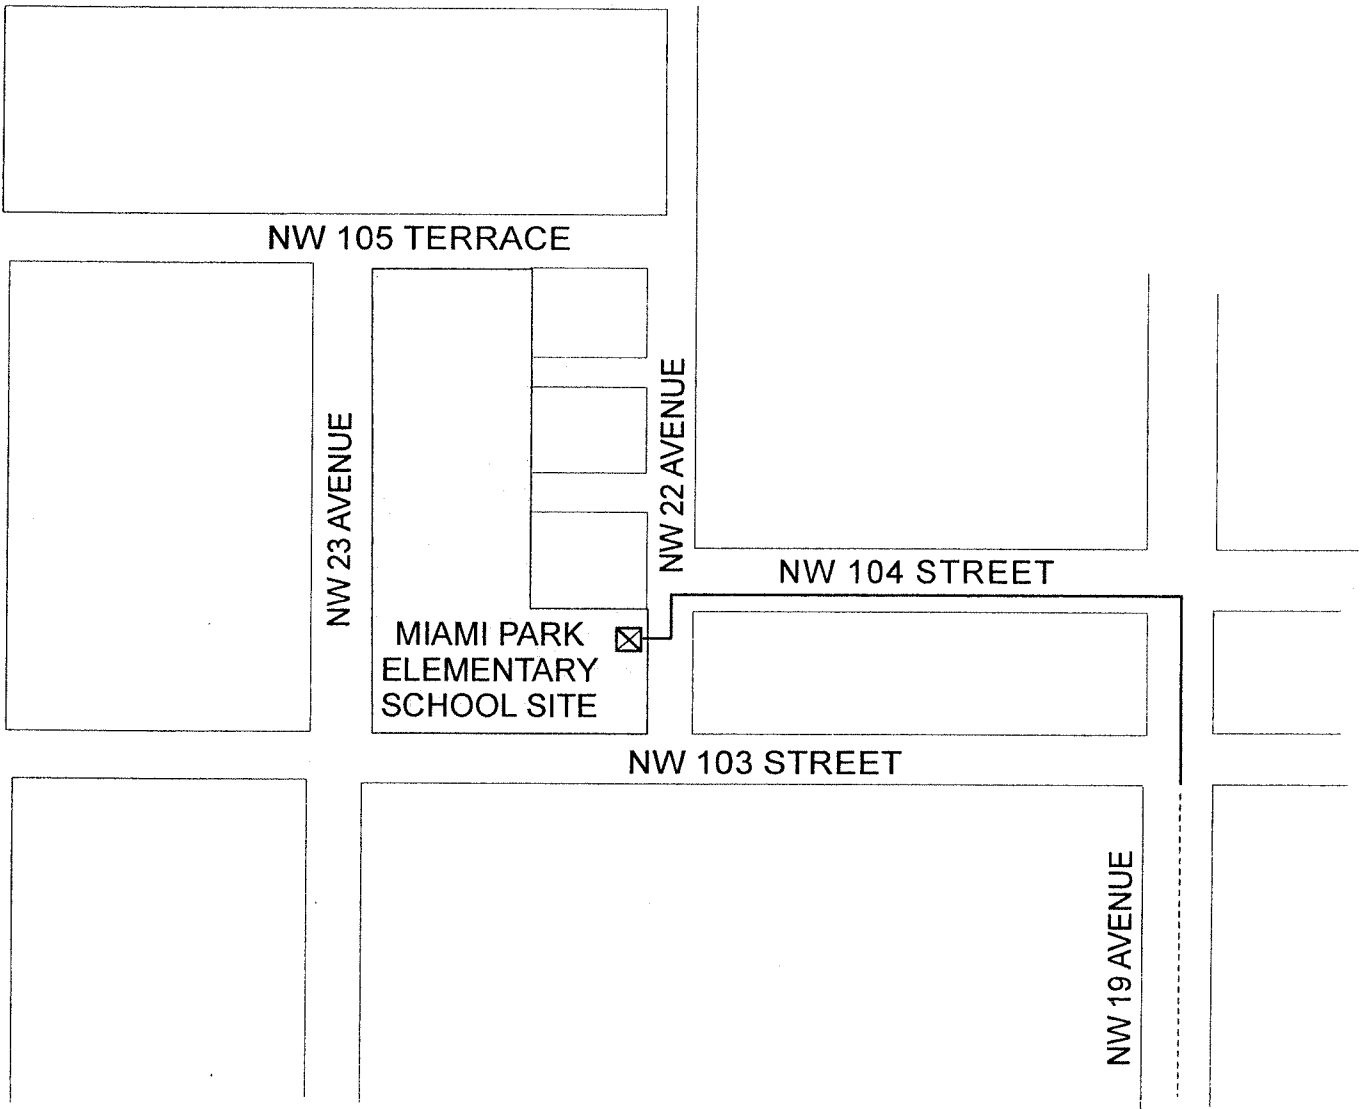 NW 105 TERRACE
NW 23 AVENUE
NW 22 AVENUE
NW 104 STREET
MIAMI PARK
ELEMENTARY
SCHOOL SITE
NW 103 STREET
NW 19 AVENUE